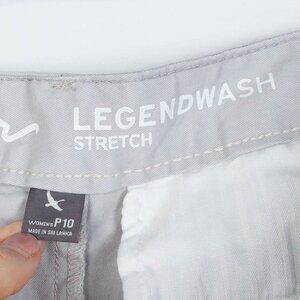 LEGENDWASH
STRETCH
WOMEN'S P10
MADE IN SRI LANKA